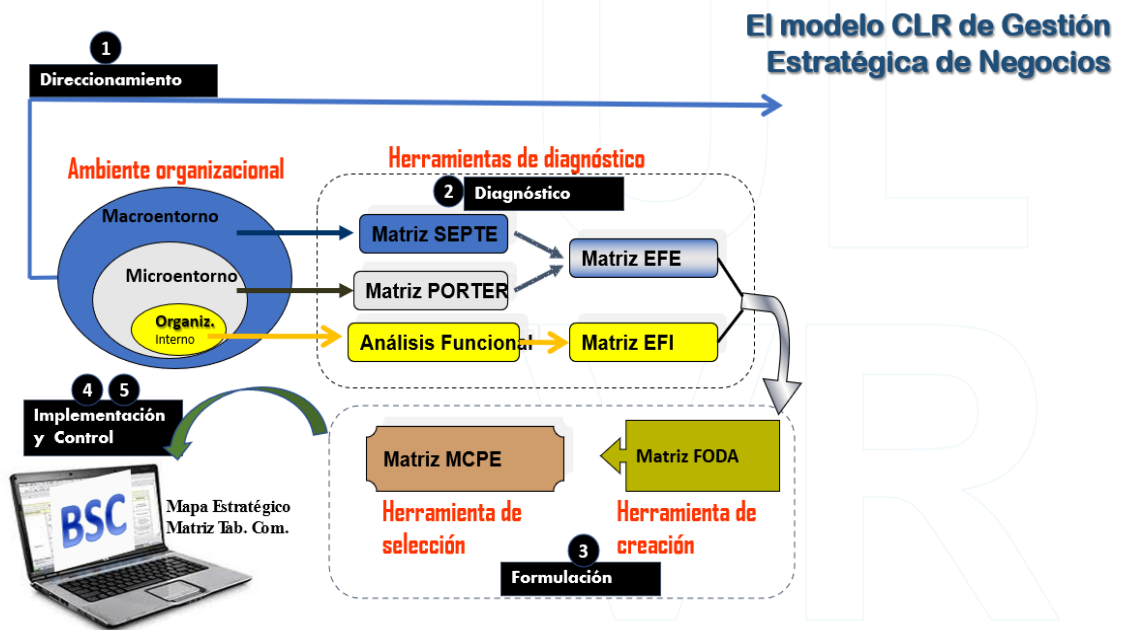 El modelo CLR de Gestión
Estratégica de Negocios
1
Direccionamiento
Ambiente organizacional
Herramientas de diagnóstico
2 Diagnóstico
Macroentorno
Matriz SEPTE
Matriz EFE
Microentorno
Matriz PORTER
Organiz.
Interno
Análisis Funcional
Matriz EFI
4 5
Implementación
y Control
Matriz MCPE
Matriz FODA
BSC
Mapa Estratégico
Matriz Tab. Com.
Herramienta de
selección
Herramienta de
creación
3
Formulación